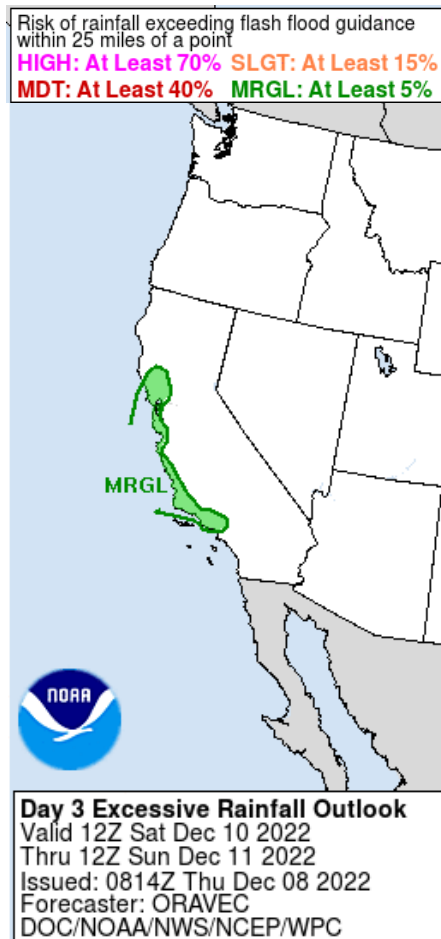 Risk of rainfall exceeding flash flood guidance
within 25 miles of a point
HIGH: At Least 70% SLGT: At Least 15%
MDT: At Least 40% MRGL: At Least 5%
MRGL
NOAA
Day 3 Excessive Rainfall Outlook
Valid 12Z Sat Dec 10 2022
Thru 12Z Sun Dec 11 2022
Issued: 0814Z Thu Dec 08 2022
Forecaster: ORAVEC
DOC/NOAA/NWS/NCEP/WPC